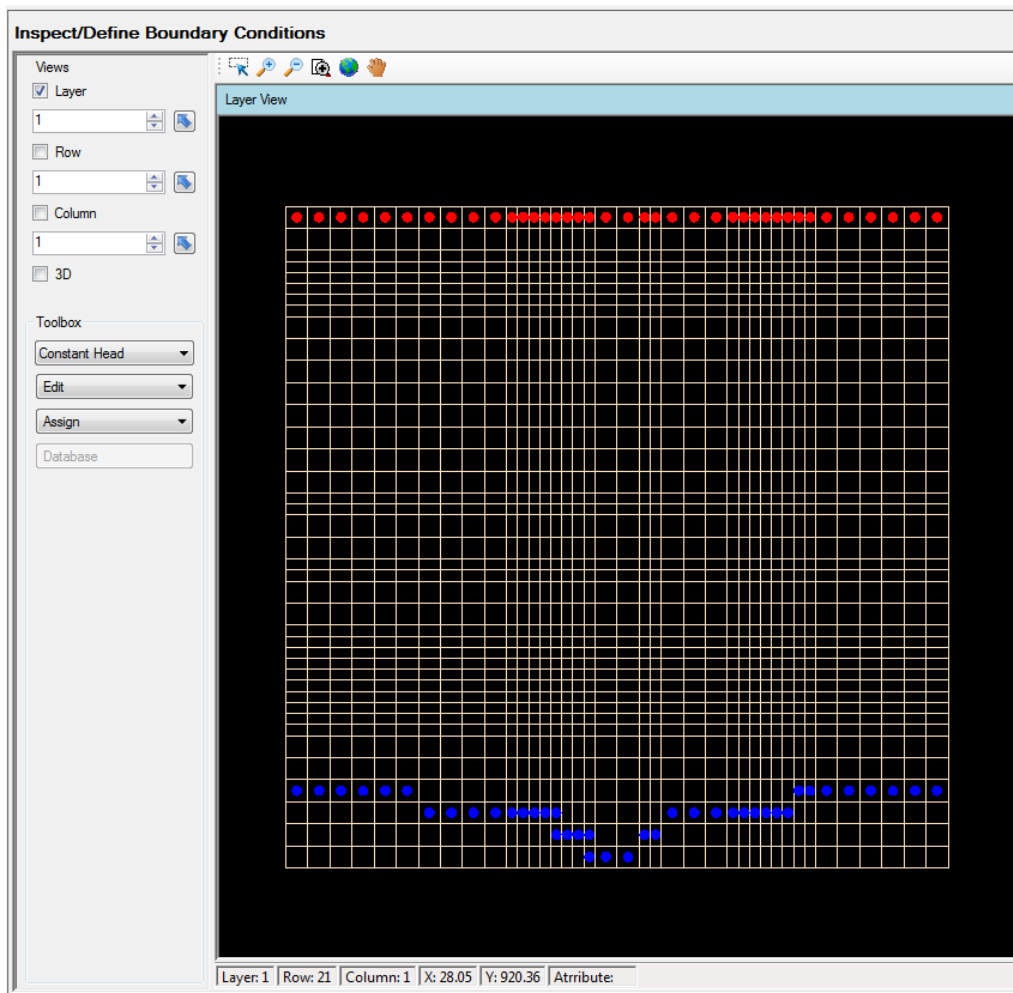 Inspect/Define Boundary Conditions
Views
Layer
1
Row
1
Column
1
3D
Toolbox
Constant Head
Edit
Assign
Database
Layer View
Layer: 1 Row: 21 Column: 1 X: 28.05 Y: 920.36 Atrribute: